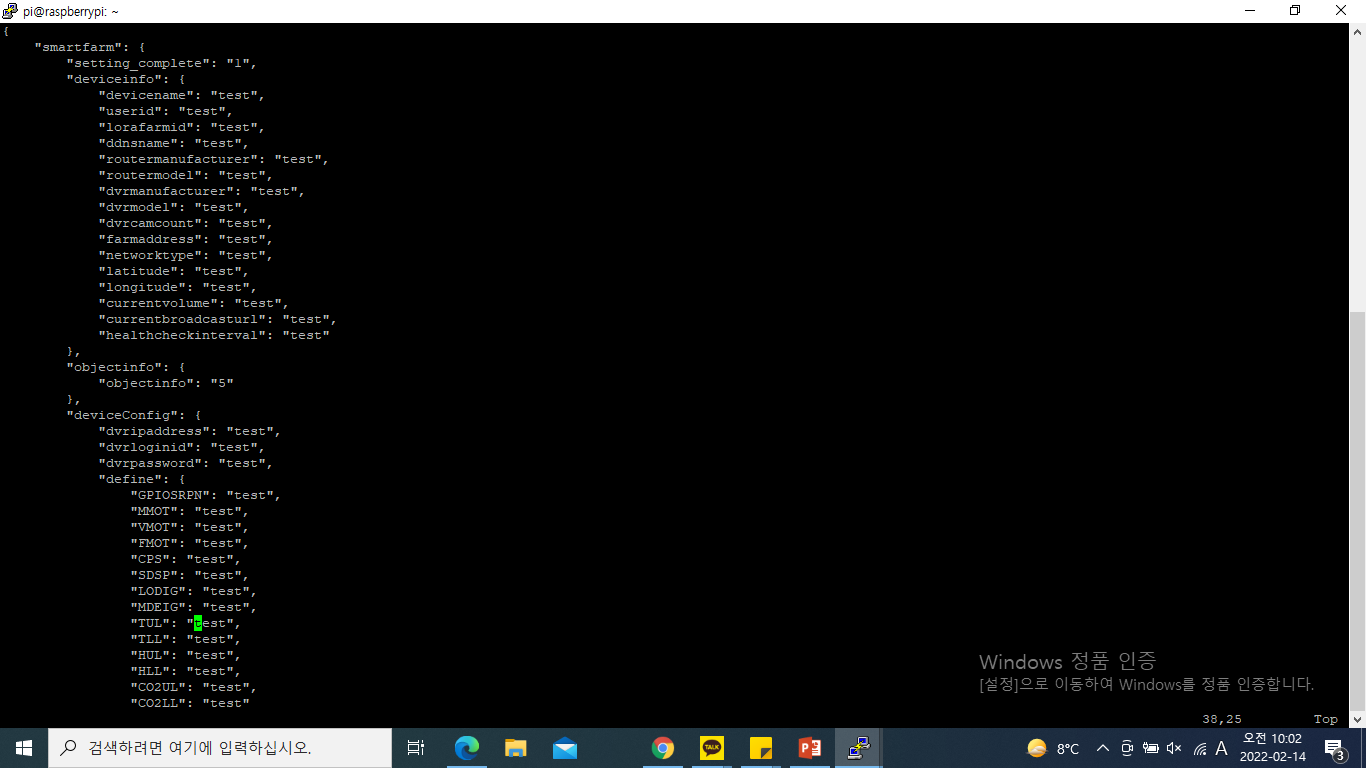 pi@raspberrypi: ~
{
    "smartfarm": {
        "setting_complete": "1",
        "deviceinfo": {
            "devicename": "test",
            "userid": "test",
            "lorafarmid": "test",
            "ddnsname": "test",
            "routermanufacturer": "test",
            "routermodel": "test",
            "dvrmanufacturer": "test",
            "dvrmodel": "test",
            "dvrcamcount": "test",
            "farmaddress": "test",
            "networktype": "test",
            "latitude": "test",
            "longitude": "test",
            "currentvolume": "test",
            "currentbroadcasturl": "test",
            "healthcheckinterval": "test"
        },
        "objectinfo": {
            "objectinfo": "5"
        },
        "deviceConfig": {
            "dvripaddress": "test",
            "dvrloginid": "test",
            "dvrpassword": "test",
            "define": {
                "GPIOSRPN": "test",
                "MMOT": "test",
                "VMOT": "test",
                "FMOT": "test",
                "CPS": "test",
                "SDSP": "test",
                "LODIG": "test",
                "MDEIG": "test",
                "TUL": "test",
                "TLL": "test",
                "HUL": "test",
                "HLL": "test",
                "CO2UL": "test",
                "CO2LL": "test"
Windows 정품 인증
[설정]으로 이동하여 Windows를 정품 인증합니다.
38,25 Top
검색하려면 여기에 입력하십시오.
TALK
8°C
A
오전 10:02
2022-02-14
3